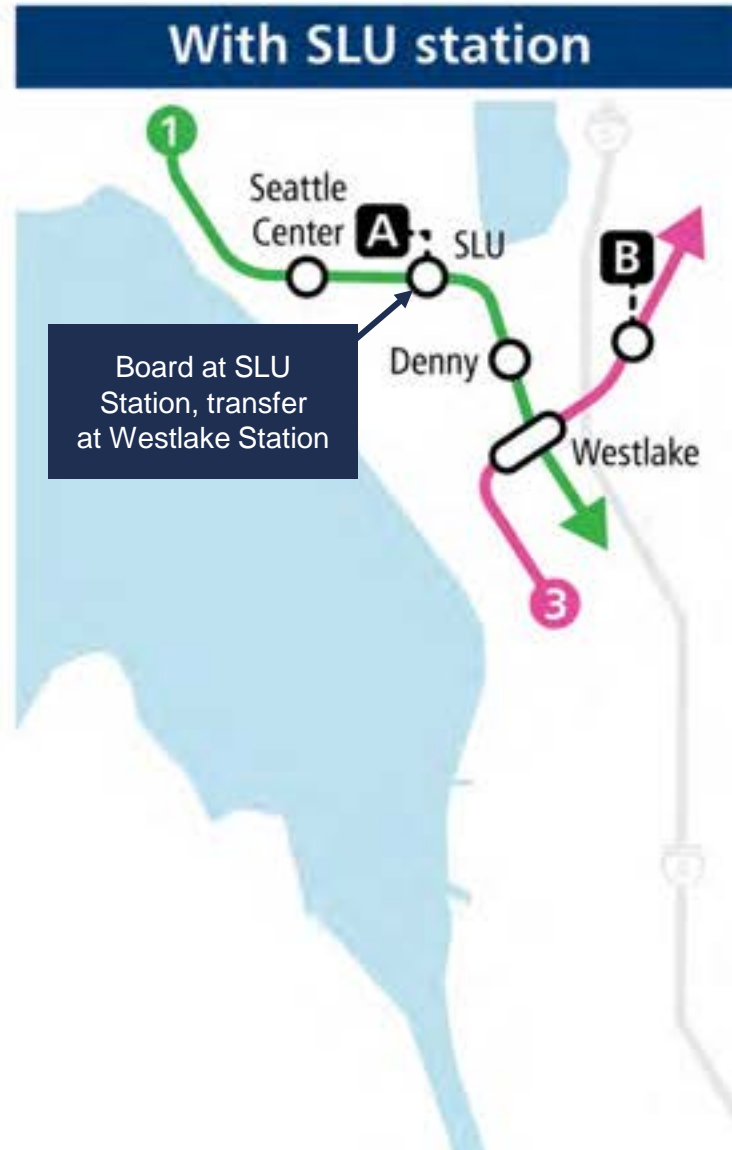 With SLU station
1
Seattle
Center
A
SLU
B
Board at SLU
Station, transfer
at Westlake Station
Denny
Westlake
3